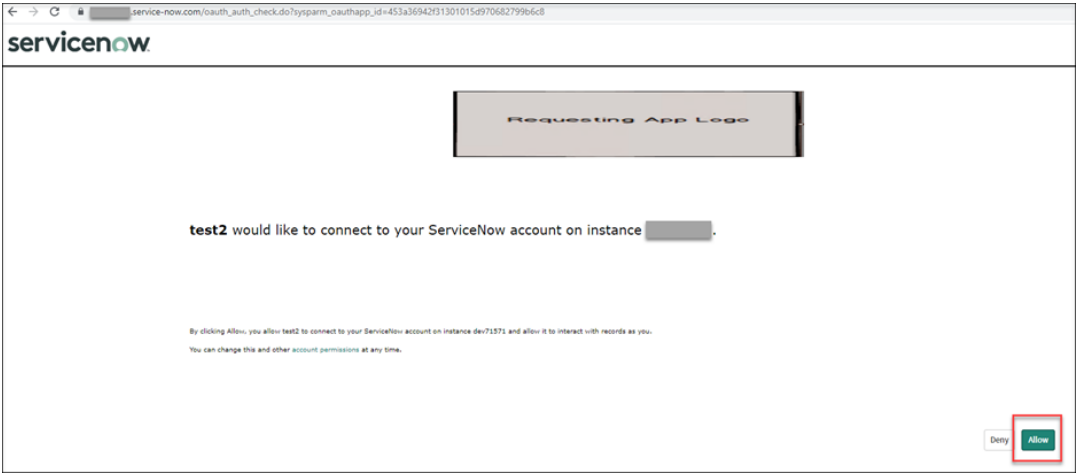 .service-now.com/oauth_auth_check.do?sysparm_oauthapp_id=453a36942f31301015d970682799b6c8
servicenow
Requesting App Logo
test2 would like to connect to your ServiceNow account on instance .
By clicking Allow, you allow test2 to connect to your ServiceNow account on instance dev71571 and allow it to interact with records as you.
You can change this and other account permissions at any time.
Deny Allow